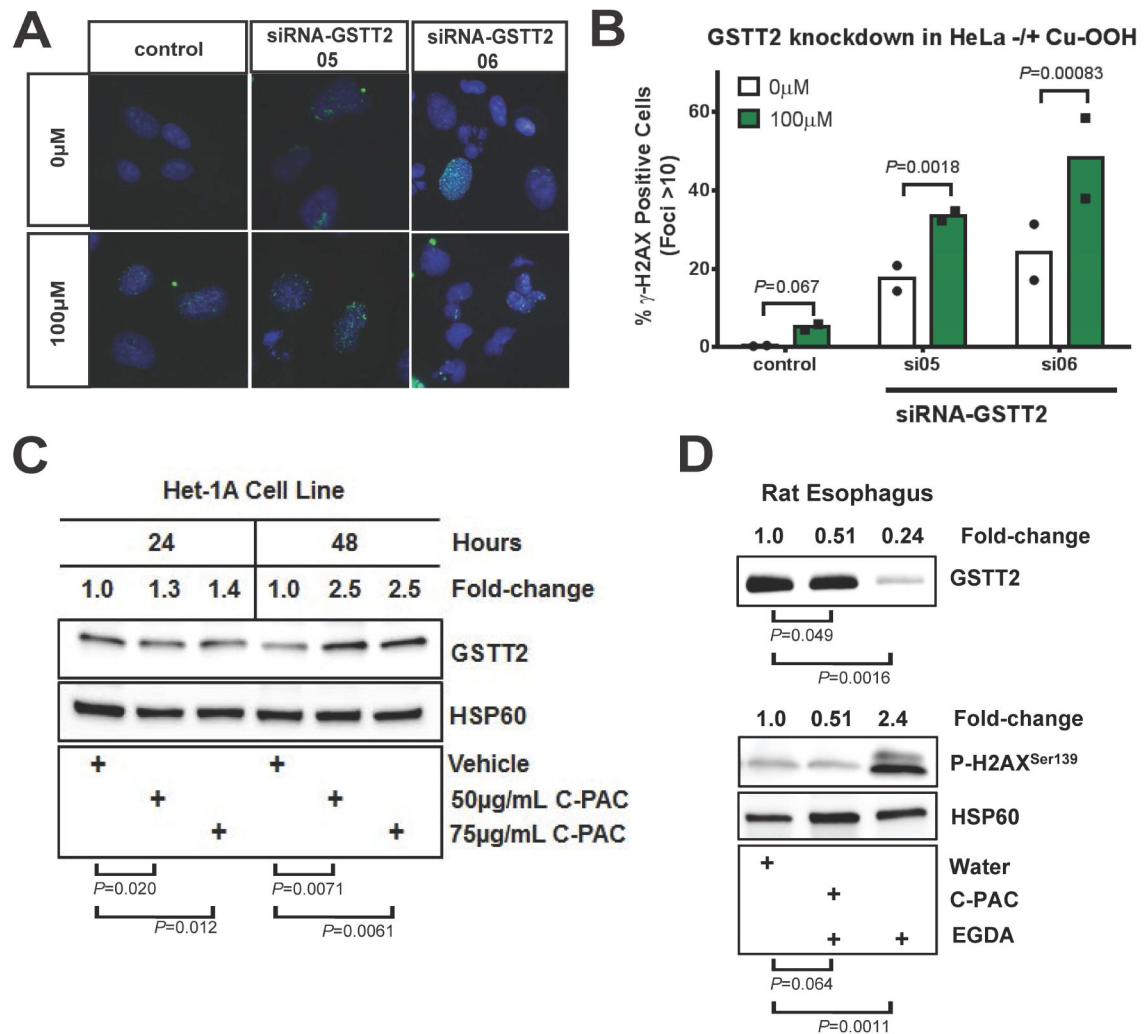 A
control
siRNA-GSTT2
05
siRNA-GSTT2
06
0µM
100µM
B
GSTT2 knockdown in HeLa -/+ Cu-OOH
% γ-H2AX Positive Cells
(Foci >10)
60
40
20
0
0µM
100µM
P=0.067
P=0.0018
P=0.00083
control
si05
si06
siRNA-GSTT2
C
Het-1A Cell Line
24 48 Hours
1.0 1.3 1.4 1.0 2.5 2.5 Fold-change
GSTT2
HSP60
+ + Vehicle
+ + 50µg/mL C-PAC
+ + 75µg/mL C-PAC
P=0.020 P=0.0071
P=0.012 P=0.0061
D
Rat Esophagus
1.0 0.51 0.24 Fold-change
GSTT2
P=0.049
P=0.0016
1.0 0.51 2.4 Fold-change
P-H2AX^Ser139
HSP60
+ Water
+ C-PAC
+ + EGDA
P=0.064
P=0.0011